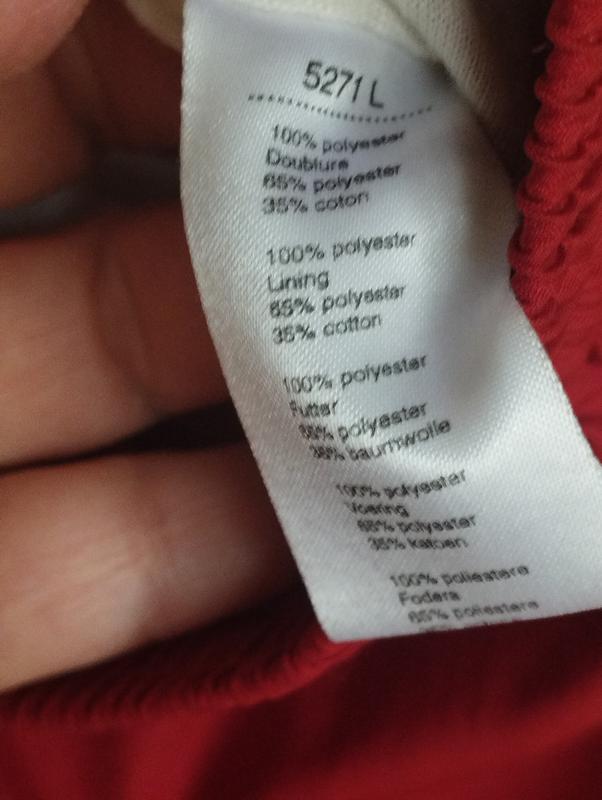 5271 L
100% polyester
Doublure
65% polyester
35% coton
100% polyester
Lining
65% polyester
35% cotton
100% polyester
Futter
65% polyester
35% baumwolle
100% polyester
Voering
65% polyester
35% katoen
100% poliestere
Fodera
65% poliestere